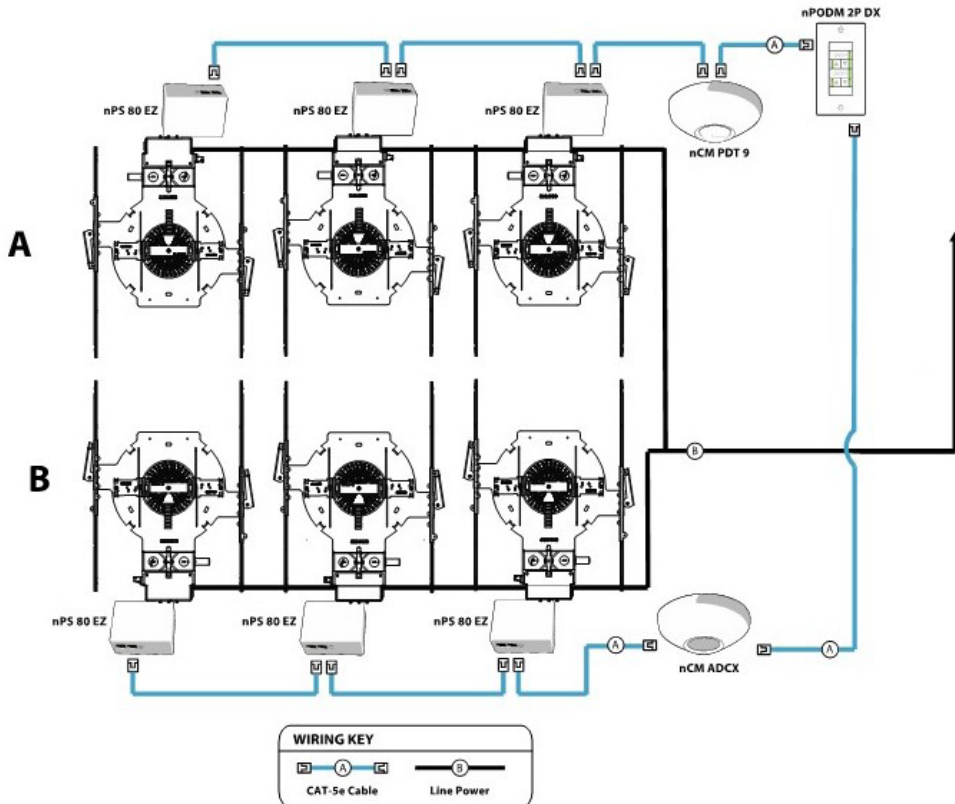 nPODM 2P DX
A
nPS 80 EZ
nPS 80 EZ
nPS 80 EZ
nCM PDT 9
A
B
B
nPS 80 EZ
nPS 80 EZ
nPS 80 EZ
A
nCM ADCX
A
WIRING KEY
A
B
CAT-5e Cable
Line Power